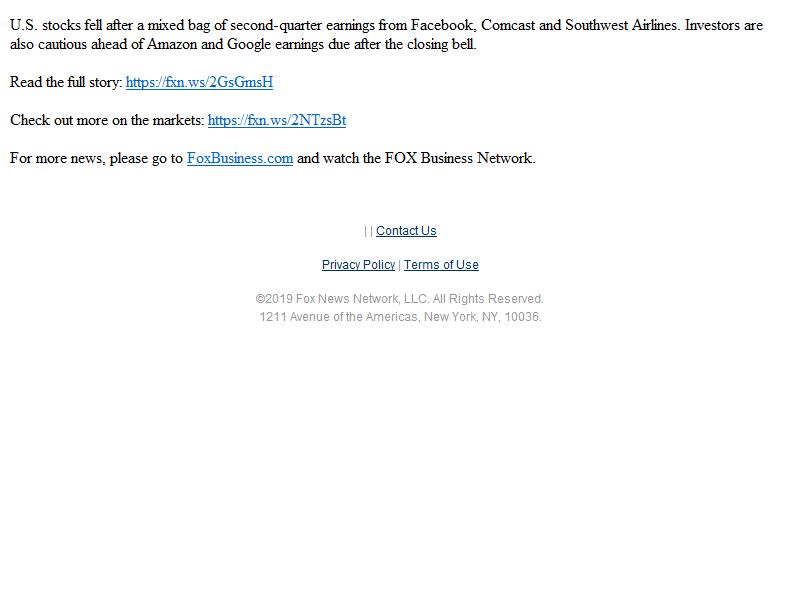 U.S. stocks fell after a mixed bag of second-quarter earnings from Facebook, Comcast and Southwest Airlines. Investors are
also cautious ahead of Amazon and Google earnings due after the closing bell.
Read the full story: https://fxn.ws/2GsGmsH
Check out more on the markets: https://fxn.ws/2NTzsBt
For more news, please go to FoxBusiness.com and watch the FOX Business Network.
| | Contact Us
Privacy Policy | Terms of Use
©2019 Fox News Network, LLC. All Rights Reserved.
1211 Avenue of the Americas, New York, NY, 10036.